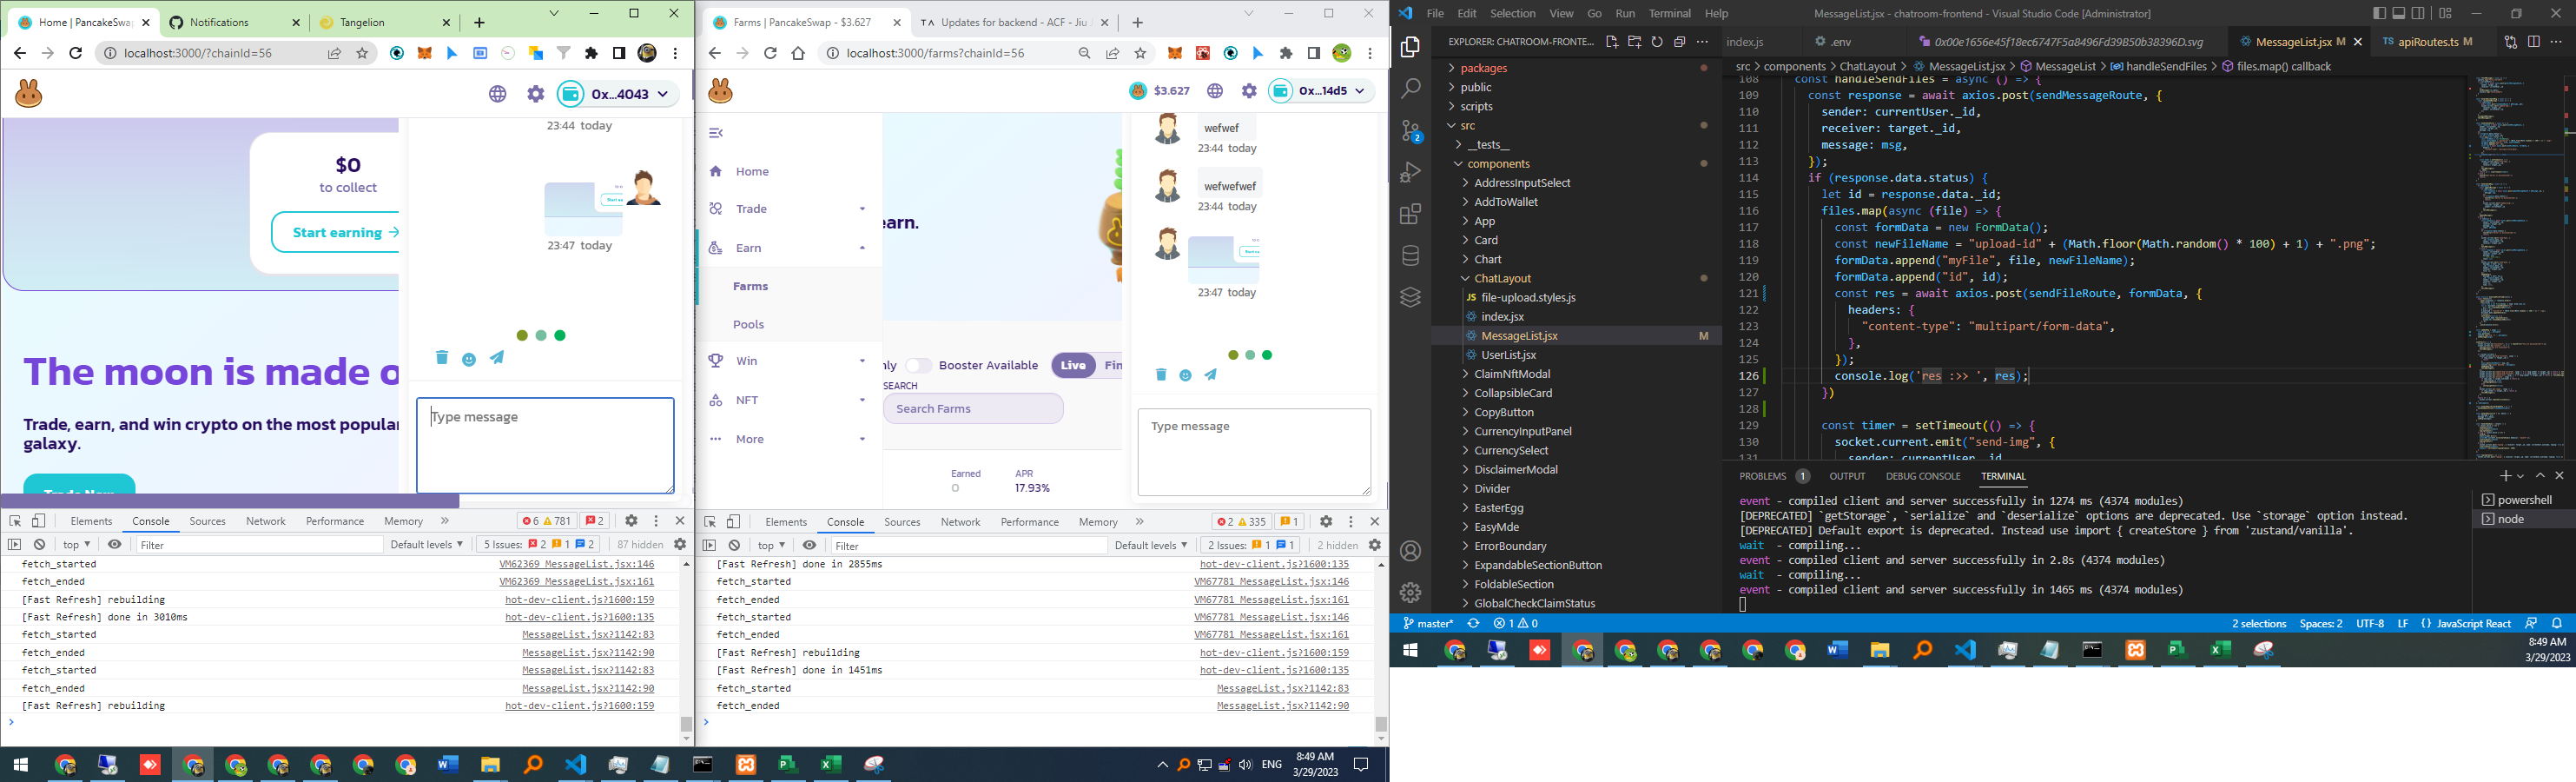 Home | PancakeSwap
Notifications
Tangelion
localhost:3000/?chainId=56
0x...4043
$0
to collect
Start earning
23:44 today
23:47 today
The moon is made o
Trade, earn, and win crypto on the most popular
galaxy.
Trade Now
Type message
Elements
Console
Sources
Network
Performance
Memory
6
781
2
top
Filter
Default levels
5 Issues:
2
1
2
87 hidden
fetch_started VM62369 MessageList.jsx:146
fetch_ended VM62369 MessageList.jsx:161
[Fast Refresh] rebuilding hot-dev-client.js?1600:159
[Fast Refresh] done in 3010ms hot-dev-client.js?1600:135
fetch_started MessageList.jsx?1142:83
fetch_ended MessageList.jsx?1142:90
fetch_started MessageList.jsx?1142:83
fetch_ended MessageList.jsx?1142:90
[Fast Refresh] rebuilding hot-dev-client.js?1600:159
Farms | PancakeSwap - $3.627
Updates for backend - ACF - Jiu J
localhost:3000/farms?chainId=56
$3.627
0x...14d5
Home
Trade
Earn
Farms
Pools
Win
NFT
More
earn.
nly
Booster Available
Live
Fin
SEARCH
Search Farms
Earned
0
APR
17.93%
wefwef
23:44 today
wefwefwef
23:44 today
23:47 today
Type message
Elements
Console
Sources
Network
Performance
Memory
2
335
1
top
Filter
Default levels
2 Issues:
1
1
2 hidden
[Fast Refresh] done in 2855ms hot-dev-client.js?1600:135
fetch_started VM67781 MessageList.jsx:146
fetch_ended VM67781 MessageList.jsx:161
fetch_started VM67781 MessageList.jsx:146
fetch_ended VM67781 MessageList.jsx:161
[Fast Refresh] rebuilding hot-dev-client.js?1600:159
[Fast Refresh] done in 1451ms hot-dev-client.js?1600:135
fetch_started MessageList.jsx?1142:83
fetch_ended MessageList.jsx?1142:90
ENG
8:49 AM
3/29/2023
File Edit Selection View Go Run Terminal Help
MessageList.jsx - chatroom-frontend - Visual Studio Code [Administrator]
EXPLORER: CHATROOM-FRONTE...
packages
public
scripts
src
__tests__
components
AddressInputSelect
AddToWallet
App
Card
Chart
ChatLayout
file-upload.styles.js
index.jsx
MessageList.jsx M
UserList.jsx
ClaimNftModal
CollapsibleCard
CopyButton
CurrencyInputPanel
CurrencySelect
DisclaimerModal
Divider
EasterEgg
EasyMde
ErrorBoundary
ExpandableSectionButton
FoldableSection
GlobalCheckClaimStatus
index.js
.env
0x00e1656e45f18ec6747F5a8496Fd39B50b38396D.svg
MessageList.jsx M
apiRoutes.ts M
src > components > ChatLayout > MessageList.jsx > MessageList > handleSendFiles > files.map() callback
108 const handleSendFiles = async () => {
109 const response = await axios.post(sendMessageRoute, {
110 sender: currentUser._id,
111 receiver: target._id,
112 message: msg,
113 });
114 if (response.data.status) {
115 let id = response.data._id;
116 files.map(async (file) => {
117 const formData = new FormData();
118 const newFileName = "upload-id" + (Math.floor(Math.random() * 100) + 1) + ".png";
119 formData.append("myFile", file, newFileName);
120 formData.append("id", id);
121 const res = await axios.post(sendFileRoute, formData, {
122 headers: {
123 "content-type": "multipart/form-data",
124 },
125 });
126 console.log('res :>> ', res);
127 })
128
129 const timer = setTimeout(() => {
130 socket.current.emit("send-img", {
131 sender: currentUser._id,
PROBLEMS 1 OUTPUT DEBUG CONSOLE TERMINAL
event - compiled client and server successfully in 1274 ms (4374 modules)
[DEPRECATED] `getStorage`, `serialize` and `deserialize` options are deprecated. Use `storage` option instead.
[DEPRECATED] Default export is deprecated. Instead use import { createStore } from 'zustand/vanilla'.
wait - compiling...
event - compiled client and server successfully in 2.8s (4374 modules)
wait - compiling...
event - compiled client and server successfully in 1465 ms (4374 modules)
powershell
node
2
master*
1 0
2 selections
Spaces: 2
UTF-8
LF
JavaScript React
8:49 AM
3/29/2023